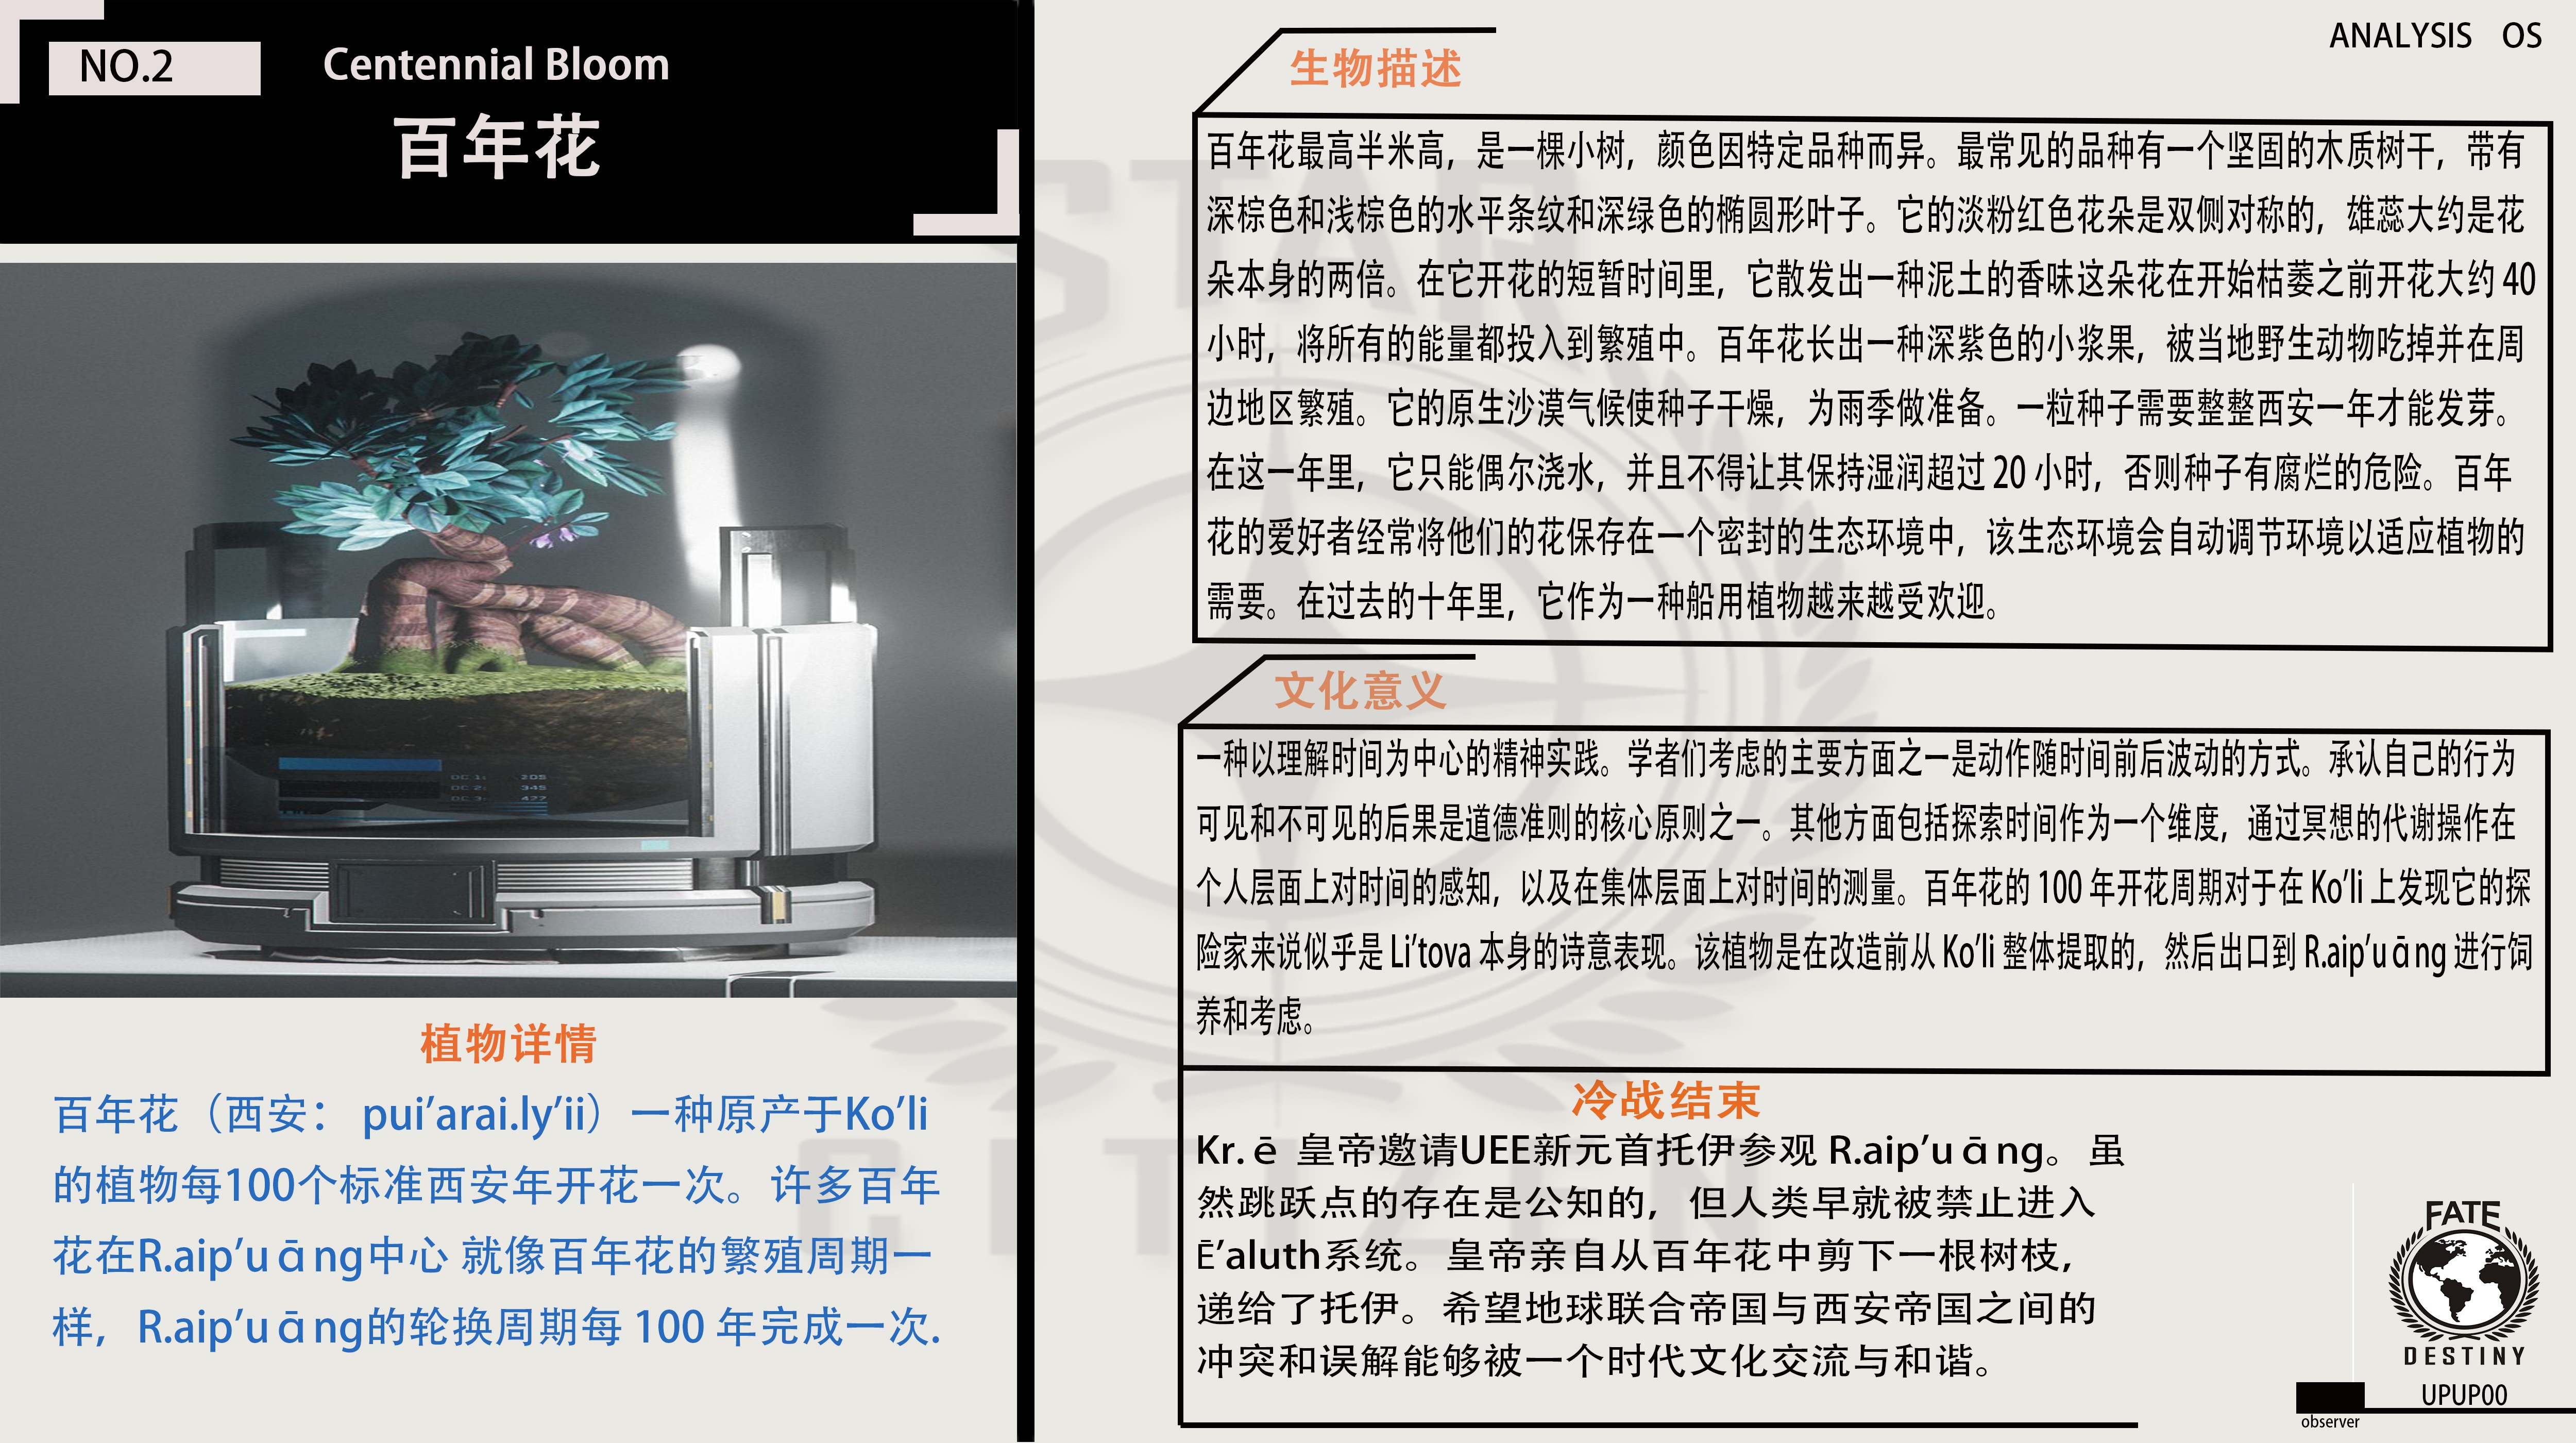 NO.2
Centennial Bloom
百年花
DC 1: 205
DC 2: 345
DC 3: 477
植物详情
百年花（西安： pui’arai.ly’ii）一种原产于Ko’li
的植物每100个标准西安年开花一次。许多百年
花在R.aip’uāng中心 就像百年花的繁殖周期一
样，R.aip’uāng的轮换周期每 100 年完成一次.
ANALYSIS OS
生物描述
百年花最高半米高，是一棵小树，颜色因特定品种而异。最常见的品种有一个坚固的木质树干，带有
深棕色和浅棕色的水平条纹和深绿色的椭圆形叶子。它的淡粉红色花朵是双侧对称的，雄蕊大约是花
朵本身的两倍。在它开花的短暂时间里，它散发出一种泥土的香味这朵花在开始枯萎之前开花大约 40
小时，将所有的能量都投入到繁殖中。百年花长出一种深紫色的小浆果，被当地野生动物吃掉并在周
边地区繁殖。它的原生沙漠气候使种子干燥，为雨季做准备。一粒种子需要整整西安一年才能发芽。
在这一年里，它只能偶尔浇水，并且不得让其保持湿润超过 20 小时，否则种子有腐烂的危险。百年
花的爱好者经常将他们的花保存在一个密封的生态环境中，该生态环境会自动调节环境以适应植物的
需要。在过去的十年里，它作为一种船用植物越来越受欢迎。
文化意义
一种以理解时间为中心的精神实践。学者们考虑的主要方面之一是动作随时间前后波动的方式。承认自己的行为
可见和不可见的后果是道德准则的核心原则之一。其他方面包括探索时间作为一个维度，通过冥想的代谢操作在
个人层面上对时间的感知，以及在集体层面上对时间的测量。百年花的 100 年开花周期对于在 Ko’li 上发现它的探
险家来说似乎是 Li’tova 本身的诗意表现。该植物是在改造前从 Ko’li 整体提取的，然后出口到 R.aip’uāng 进行饲
养和考虑。
冷战结束
Kr.ē 皇帝邀请UEE新元首托伊参观 R.aip’uāng。虽
然跳跃点的存在是公知的，但人类早就被禁止进入
Ē’aluth系统。皇帝亲自从百年花中剪下一根树枝，
递给了托伊。希望地球联合帝国与西安帝国之间的
冲突和误解能够被一个时代文化交流与和谐。
STAR
CITIZEN
FATE
DESTINY
UPUP00
observer